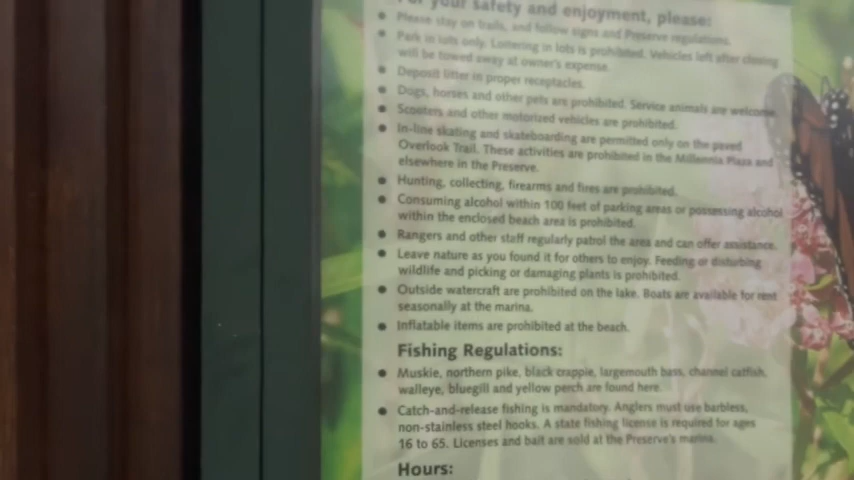 For your safety and enjoyment, please:
• Please stay on trails, and follow signs and Preserve regulations.
• Park in lots only. Loitering in lots is prohibited. Vehicles left after closing
will be towed away at owner's expense.
• Deposit litter in proper receptacles.
• Dogs, horses and other pets are prohibited. Service animals are welcome.
• Scooters and other motorized vehicles are prohibited.
• In-line skating and skateboarding are permitted only on the paved
Overlook Trail. These activities are prohibited in the Millennia Plaza and
elsewhere in the Preserve.
• Hunting, collecting, firearms and fires are prohibited.
• Consuming alcohol within 100 feet of parking areas or possessing alcohol
within the enclosed beach area is prohibited.
• Rangers and other staff regularly patrol the area and can offer assistance.
• Leave nature as you found it for others to enjoy. Feeding or disturbing
wildlife and picking or damaging plants is prohibited.
• Outside watercraft are prohibited on the lake. Boats are available for rent
seasonally at the marina.
• Inflatable items are prohibited at the beach.
Fishing Regulations:
• Muskie, northern pike, black crappie, largemouth bass, channel catfish,
walleye, bluegill and yellow perch are found here.
• Catch-and-release fishing is mandatory. Anglers must use barbless,
non-stainless steel hooks. A state fishing license is required for ages
16 to 65. Licenses and bait are sold at the Preserve's marina.
Hours: